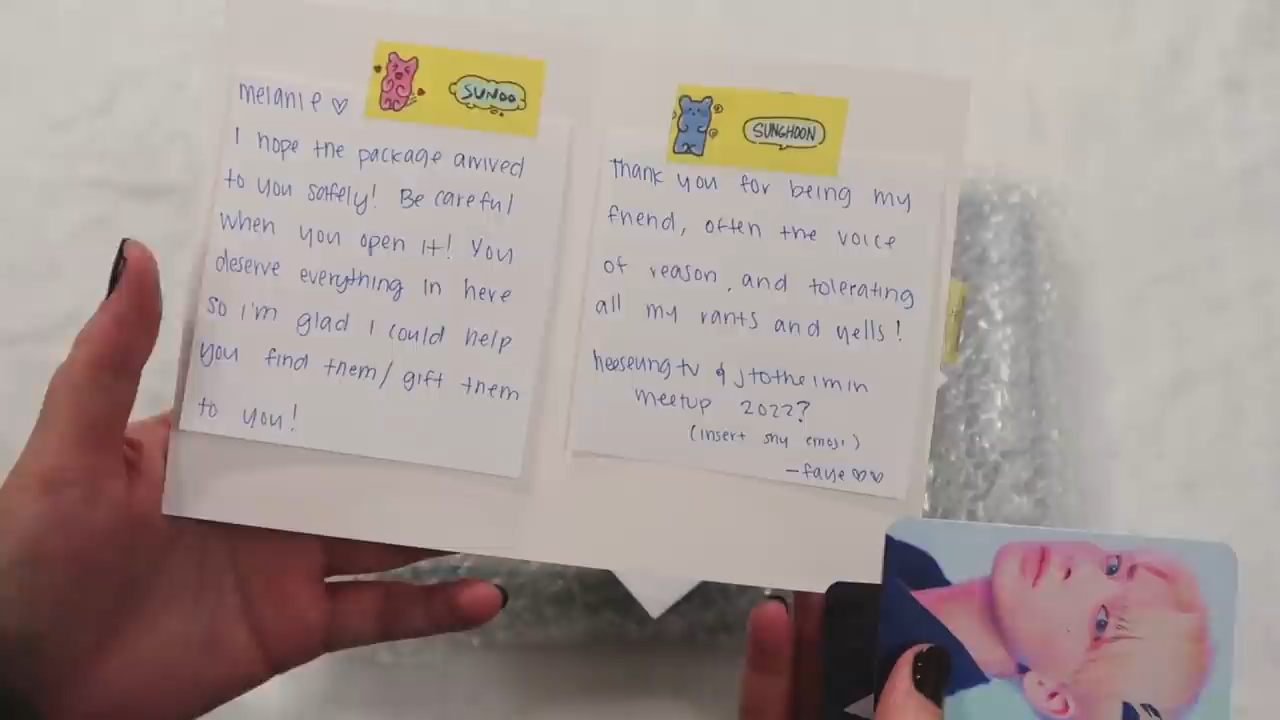 SUNOO
melanie ♡
I hope the package arrived
to you safely! Be careful
when you open it! You
deserve everything in here
so i'm glad I could help
you find them/ gift them
to you!
SUNGHOON
thank you for being my
friend, often the voice
of reason, and tolerating
all my rants and yells!
heeseungtv & jtotheimin
meetup 2022?
(insert shy emoji)
—faye ♡♡